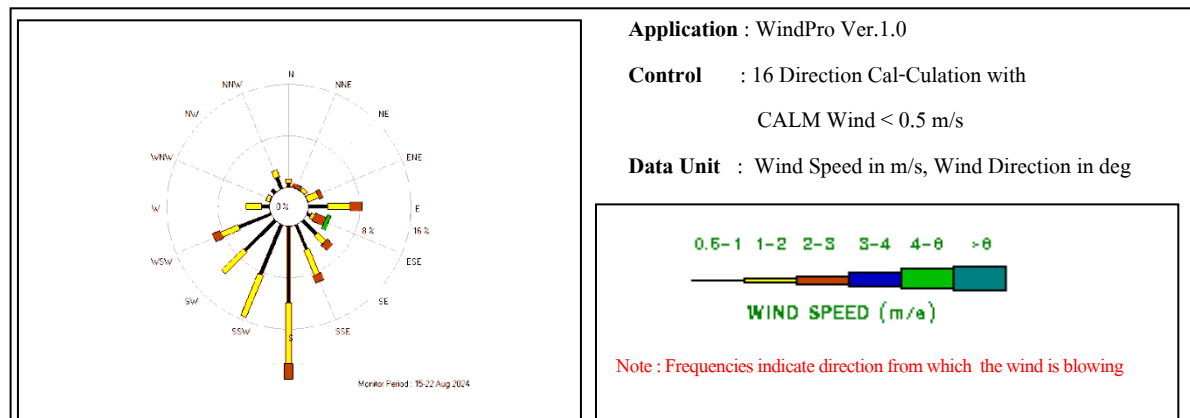 Application : WindPro Ver.1.0
Control : 16 Direction Cal-Culation with
CALM Wind < 0.5 m/s
Data Unit : Wind Speed in m/s, Wind Direction in deg
N
NNW
NNE
NW
NE
WNW
ENE
W
0 %
E
8 %
16 %
WSW
ESE
SW
SE
SSW
S
SSE
Monitor Period : 15-22 Aug 2024
0.5-1 1-2 2-3 3-4 4-6 >6
WIND SPEED (m/s)
Note : Frequencies indicate direction from which the wind is blowing